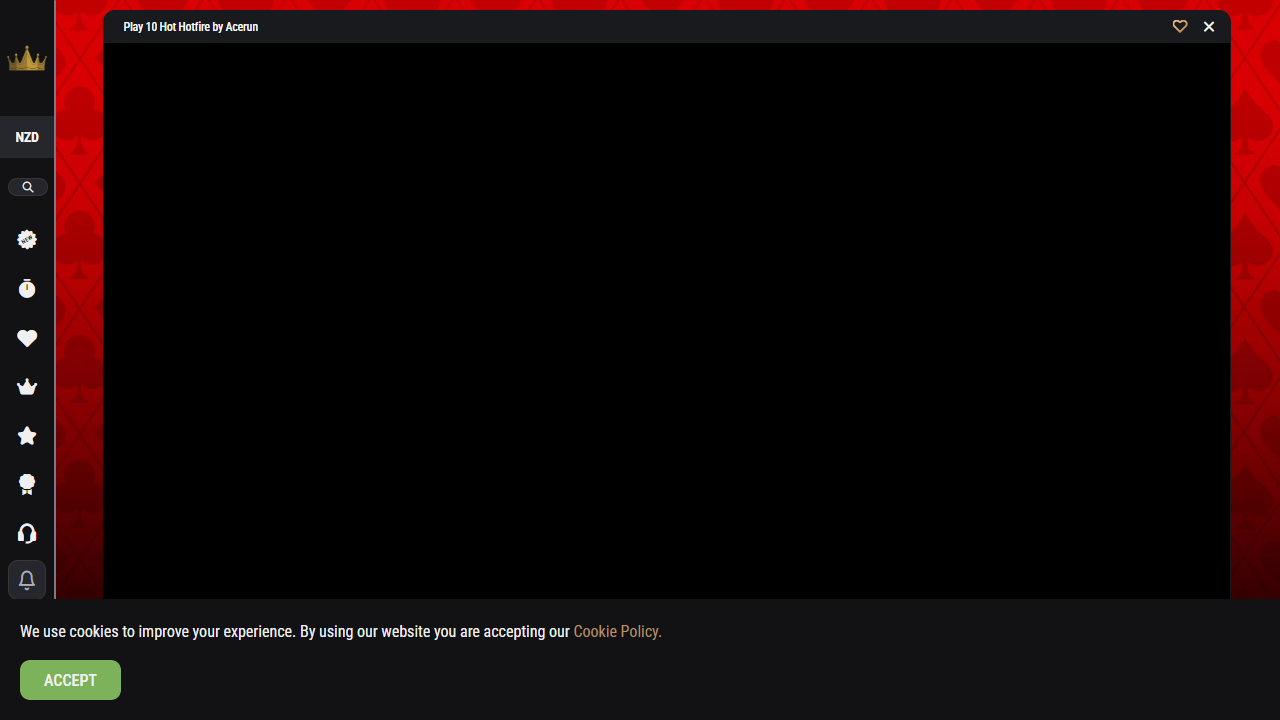 Play 10 Hot Hotfire by Acerun
NZD
NEW
We use cookies to improve your experience. By using our website you are accepting our Cookie Policy.
ACCEPT